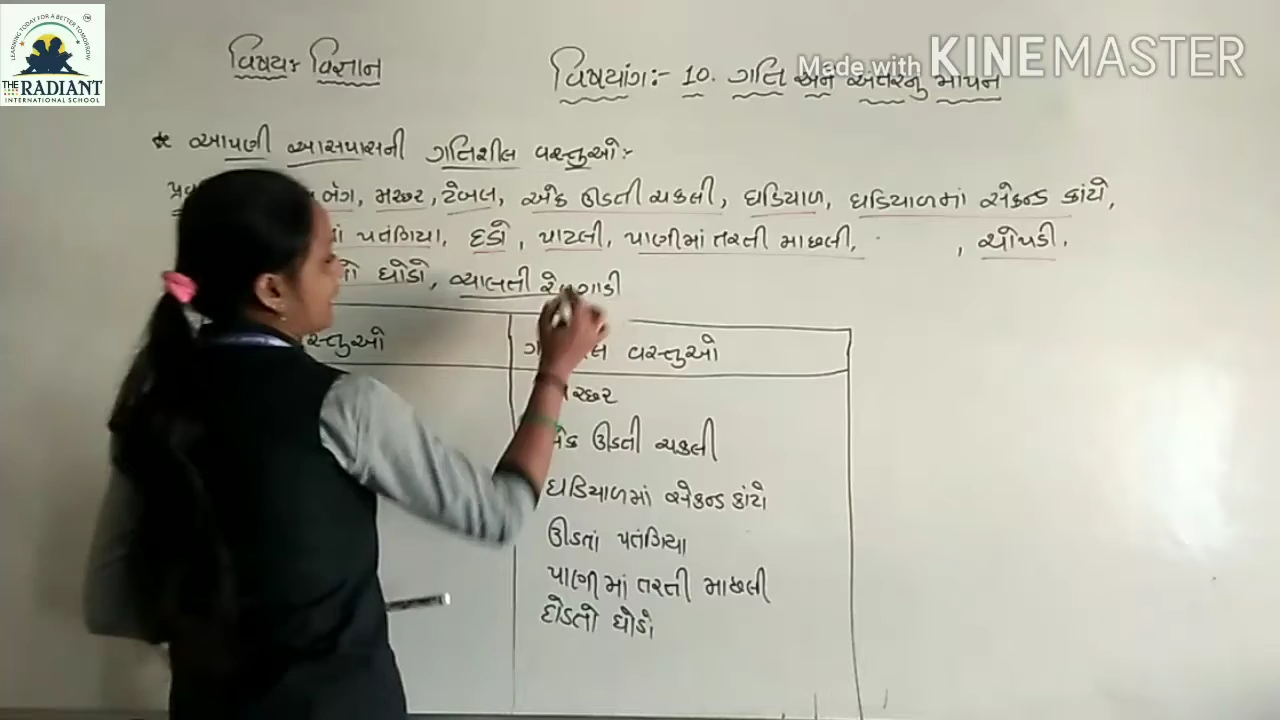 LEARNING TODAY FOR A BETTER TOMORROW
THE RADIANT
INTERNATIONAL SCHOOL
Made with KINEMASTER
વિષય:- વિજ્ઞાન
વિષયાંગ:- 10. ગતિ અને અંતરનું માપન
* આપણી આસપાસની ગતિશીલ વસ્તુઓ:-
બૅગ, મચ્છર, ટેબલ, એક ઊડતી ચકલી, ઘડિયાળ, ઘડિયાળમાં સેકન્ડ કાંટો,
પતંગિયા, દડો, પાટલી, પાણીમાં તરતી માછલી, , ચોપડી.
ઘોડો, ચાલતી રેલગાડી
વસ્તુઓ
વસ્તુઓ
મચ્છર
એક ઊડતી ચકલી
ઘડિયાળમાં સેકન્ડ કાંટો
ઊડતાં પતંગિયા
પાણીમાં તરતી માછલી
દોડતો ઘોડો